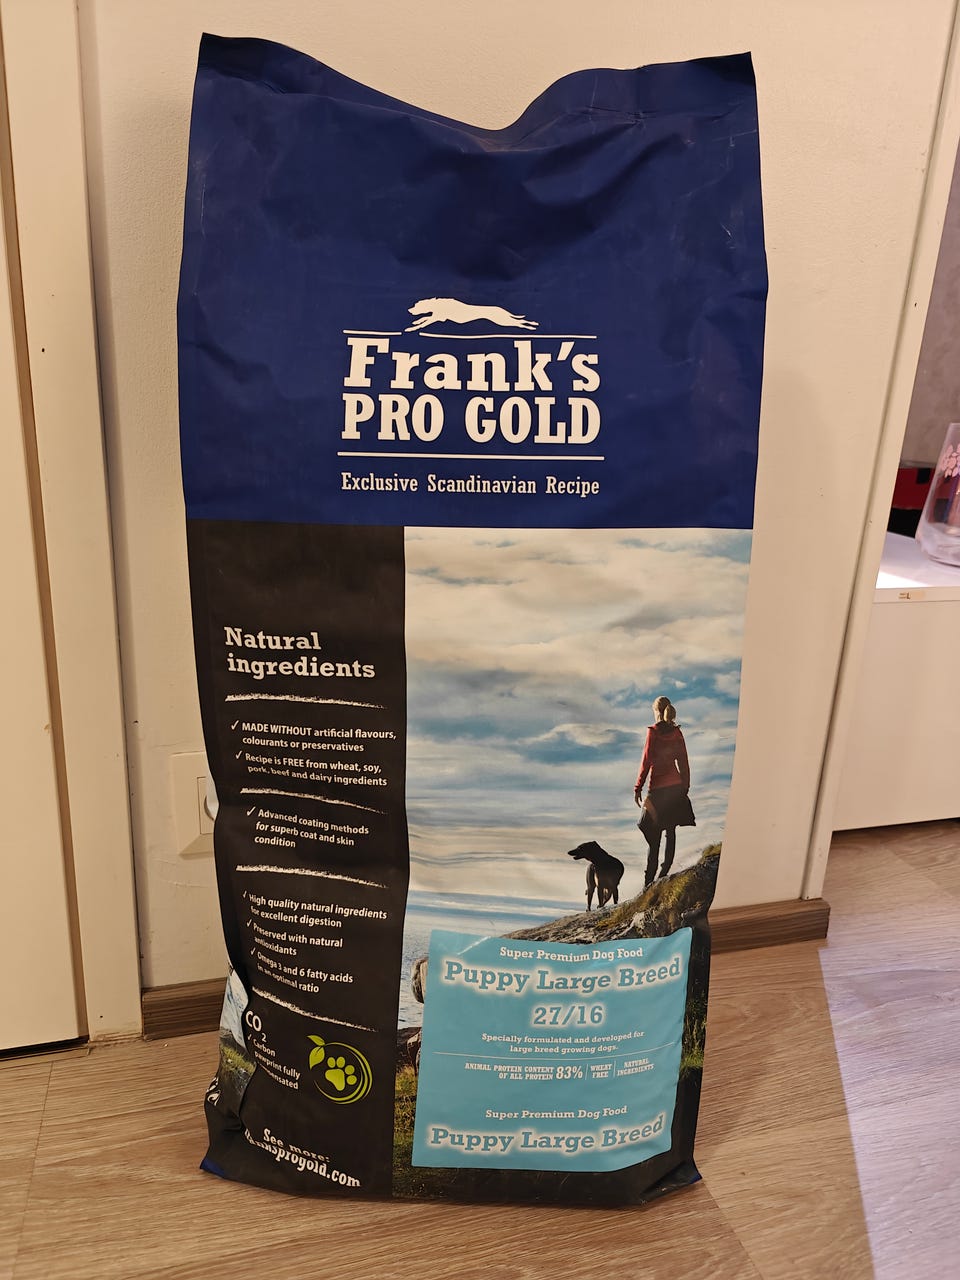 Frank's
PRO GOLD
Exclusive Scandinavian Recipe
Natural
ingredients
✓ MADE WITHOUT artificial flavours,
colourants or preservatives
✓ Recipe is FREE from wheat, soy,
pork, beef and dairy ingredients
✓ Advanced coating methods
for superb coat and skin
condition
✓ High quality natural ingredients
for excellent digestion
✓ Preserved with natural
antioxidants
✓ Omega 3 and 6 fatty acids
in an optimal ratio
CO2
✓ Carbon
pawprint fully
See more:
Super Premium Dog Food
Puppy Large Breed
27/16
Specially formulated and developed for
large breed growing dogs.
ANIMAL PROTEIN CONTENT
OF ALL PROTEIN 83%
WHEAT
FREE
NATURAL
INGREDIENTS
Super Premium Dog Food
Puppy Large Breed